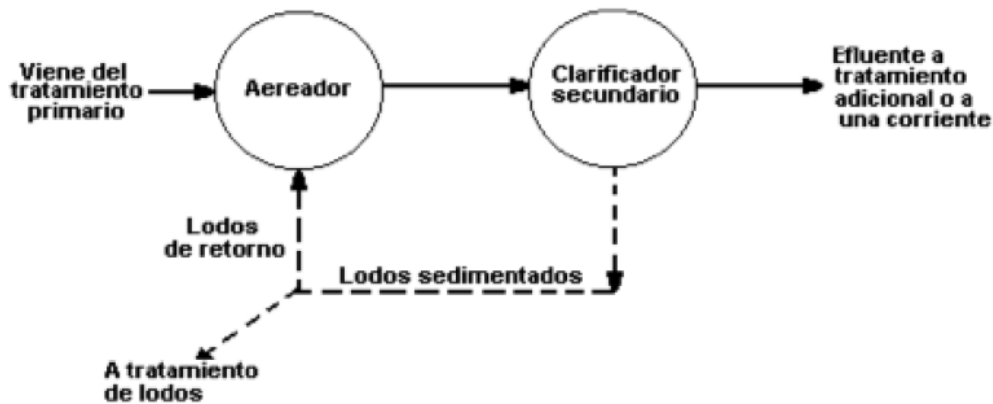 Viene del
tratamiento
primario
Aereador
Clarificador
secundario
Efluente a
tratamiento
adicional o a
una corriente
Lodos
de retorno
Lodos sedimentados
A tratamiento
de lodos